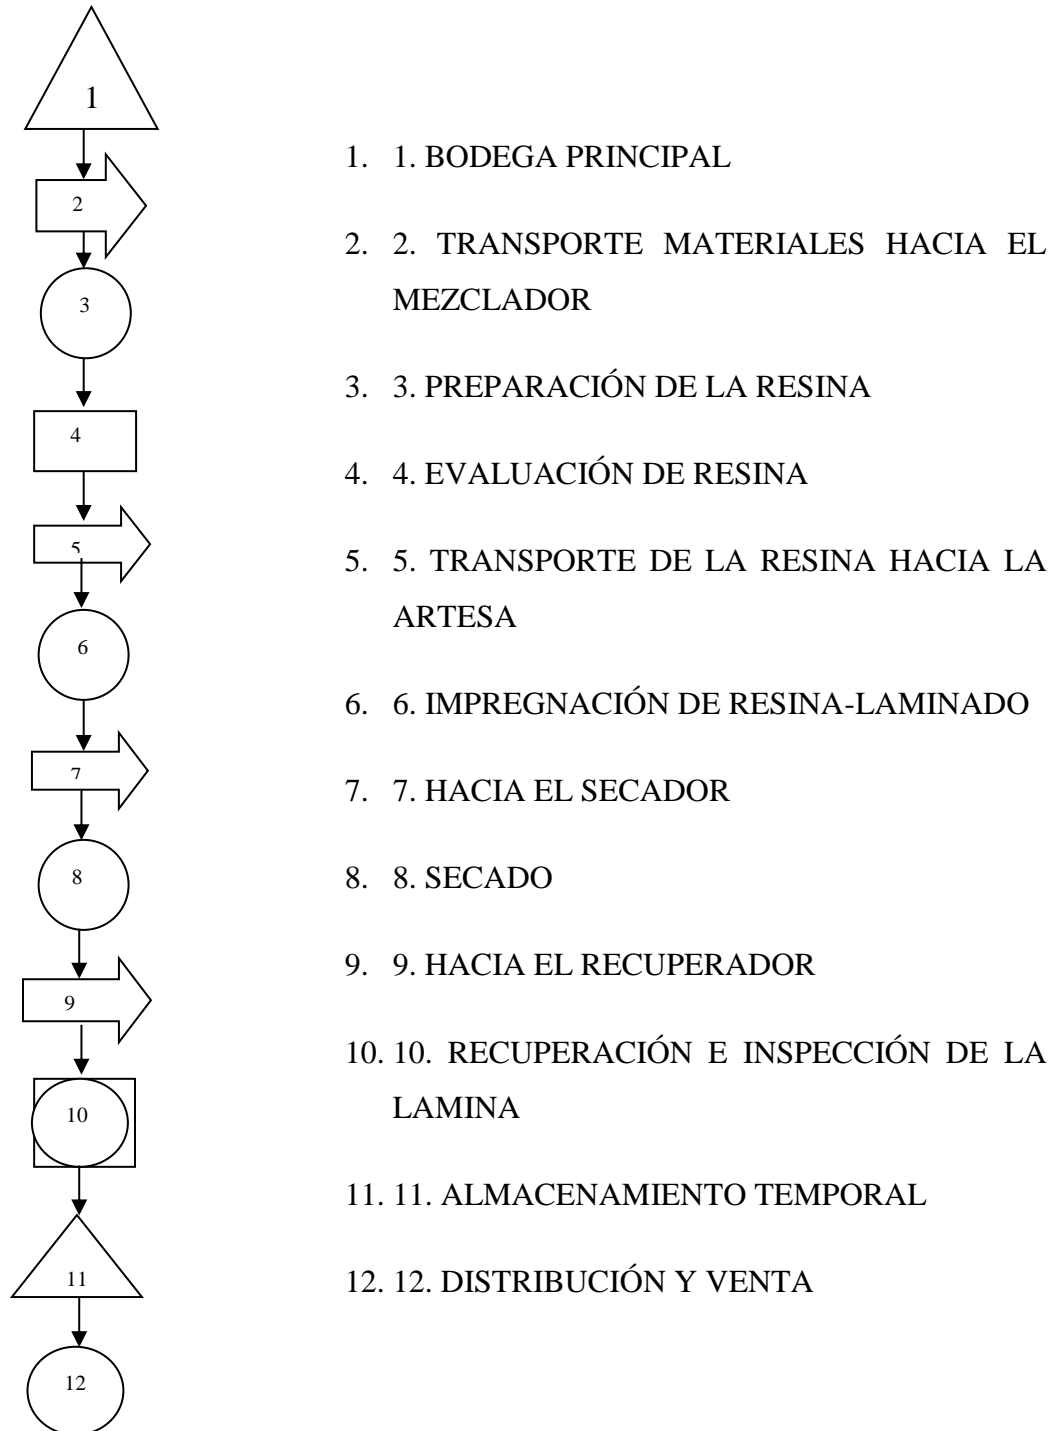 1
2
3
4
5
6
7
8
9
10
11
12
1. 1. BODEGA PRINCIPAL
2. 2. TRANSPORTE MATERIALES HACIA EL
MEZCLADOR
3. 3. PREPARACIÓN DE LA RESINA
4. 4. EVALUACIÓN DE RESINA
5. 5. TRANSPORTE DE LA RESINA HACIA LA
ARTESA
6. 6. IMPREGNACIÓN DE RESINA-LAMINADO
7. 7. HACIA EL SECADOR
8. 8. SECADO
9. 9. HACIA EL RECUPERADOR
10. 10. RECUPERACIÓN E INSPECCIÓN DE LA
LAMINA
11. 11. ALMACENAMIENTO TEMPORAL
12. 12. DISTRIBUCIÓN Y VENTA